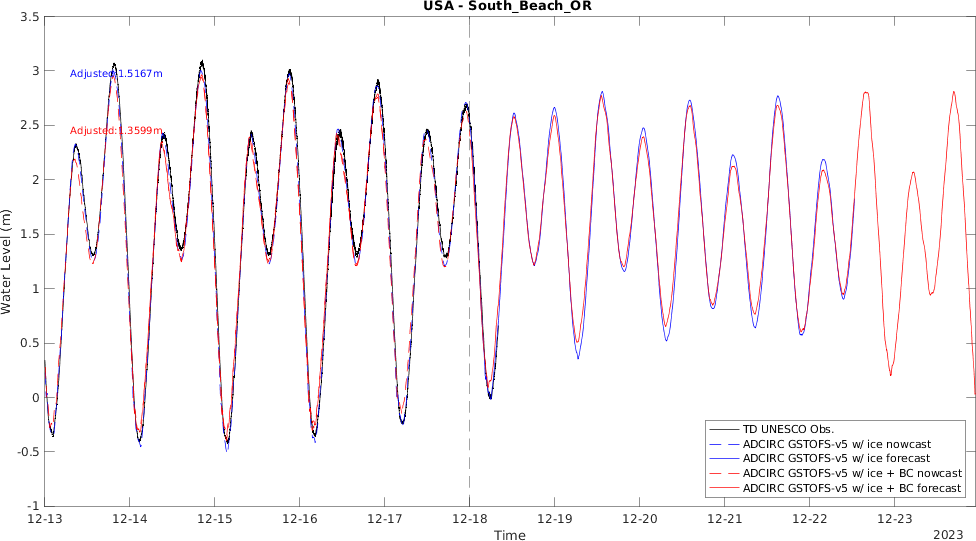 USA - South_Beach_OR
3.5
3
2.5
2
1.5
1
0.5
0
-0.5
-1
Water Level (m)
Adjusted:1.5167m
Adjusted:1.3599m
TD UNESCO Obs.
ADCIRC GSTOFS-v5 w/ ice nowcast
ADCIRC GSTOFS-v5 w/ ice forecast
ADCIRC GSTOFS-v5 w/ ice + BC nowcast
ADCIRC GSTOFS-v5 w/ ice + BC forecast
12-13 12-14 12-15 12-16 12-17 12-18 12-19 12-20 12-21 12-22 12-23
Time
2023